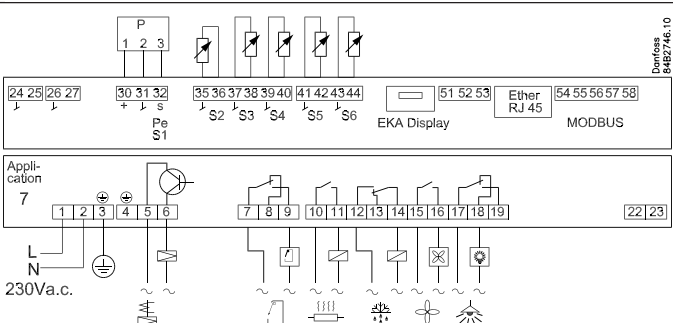 P
1 2 3
Danfoss
84B2746.10
24 25 26 27 30 31 32 35 36 37 38 39 40 41 42 43 44 51 52 53 Ether RJ 45 54 55 56 57 58
+ s S2 S3 S4 S5 S6 EKA Display MODBUS
Pe
S1
Appli-
cation
7
1 2 3 4 5 6 7 8 9 10 11 12 13 14 15 16 17 18 19 22 23
L
N
230Va.c.